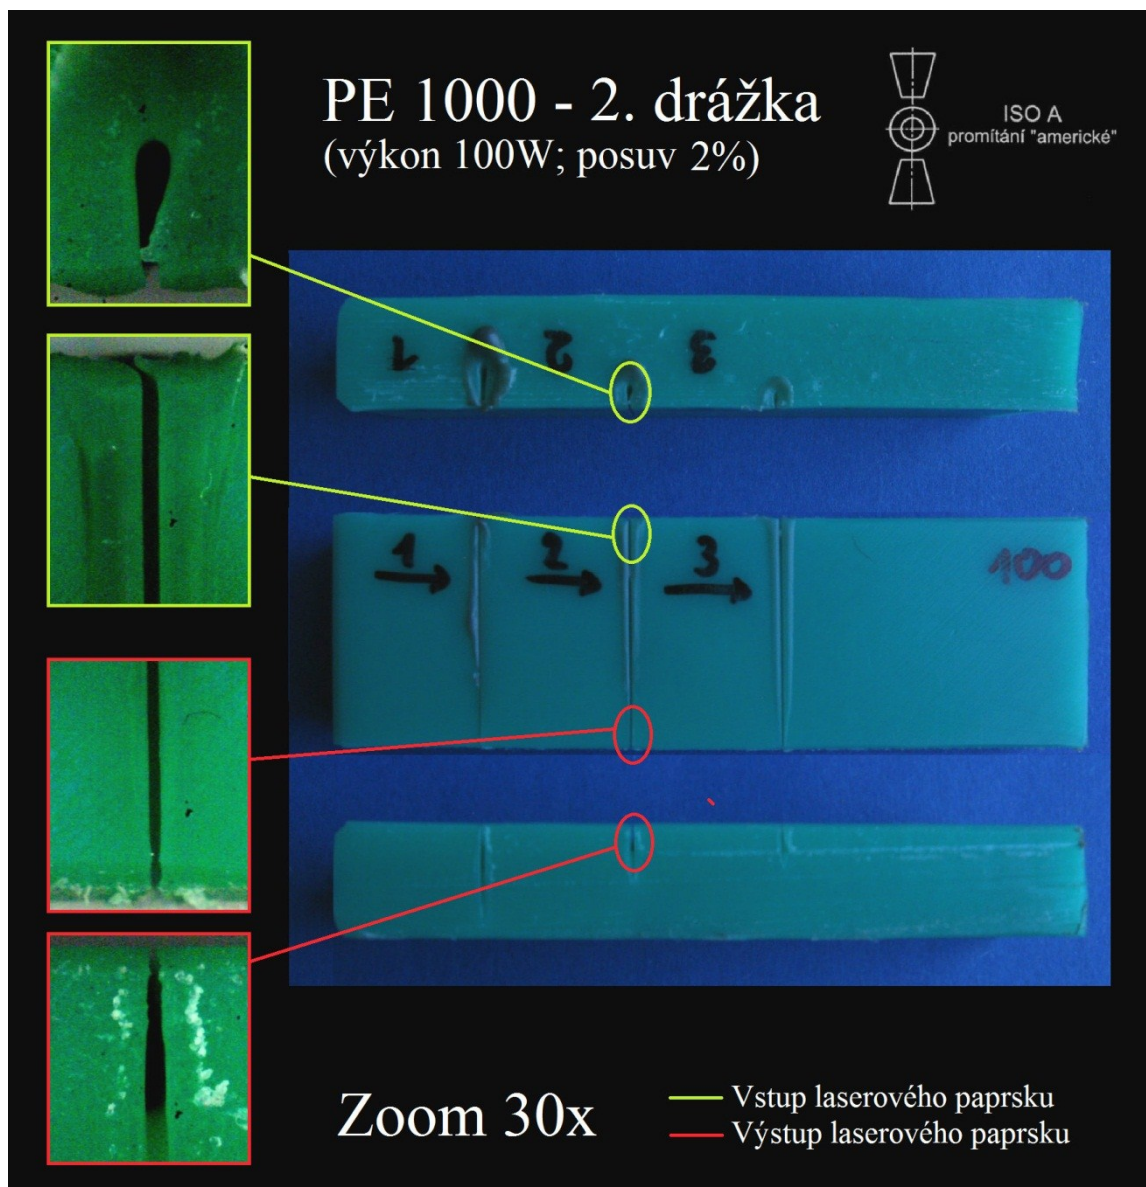 PE 1000 - 2. drážka
(výkon 100W; posuv 2%)
ISO A
promítání "americké"
1 2 3
1 2 3
100
Zoom 30x
Vstup laserového paprsku
Výstup laserového paprsku